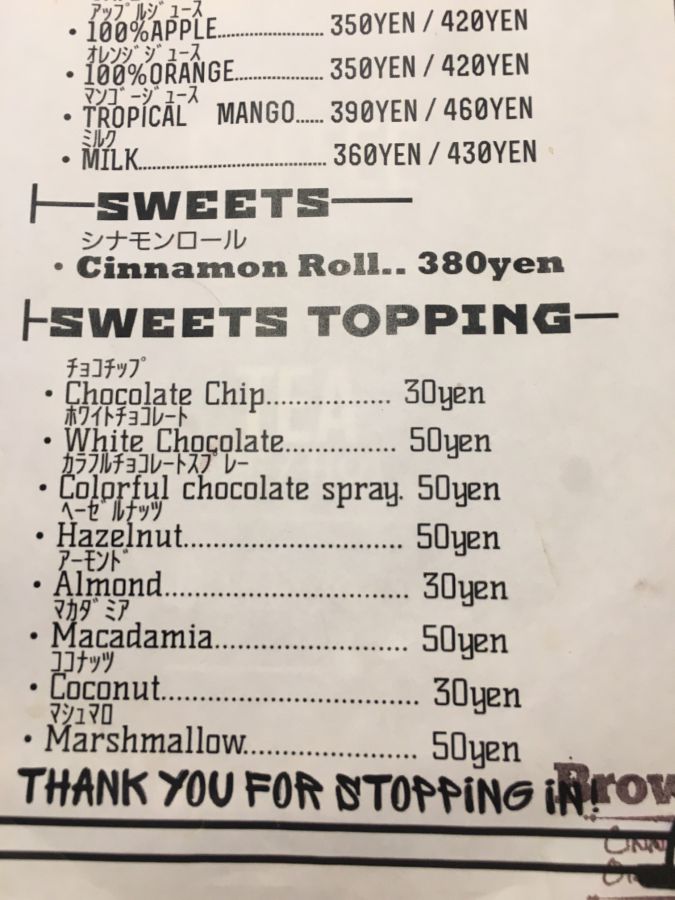 アップルジュース
・100%APPLE...................... 350YEN / 420YEN
オレンジジュース
・100%ORANGE.................. 350YEN / 420YEN
マンゴージュース
・TROPICAL MANGO...... 390YEN / 460YEN
ミルク
・MILK...................................... 360YEN / 430YEN
SWEETS
シナモンロール
・Cinnamon Roll.. 380yen
SWEETS TOPPING
チョコチップ
・Chocolate Chip................ 30yen
ホワイトチョコレート
・White Chocolate.............. 50yen
カラフルチョコレートスプレー
・Colorful chocolate spray. 50yen
ヘーゼルナッツ
・Hazelnut............................ 50yen
アーモンド
・Almond............................... 30yen
マカダミア
・Macadamia........................ 50yen
ココナッツ
・Coconut................................ 30yen
マシュマロ
・Marshmallow..................... 50yen
THANK YOU FOR STOPPiNG iN!
Brow